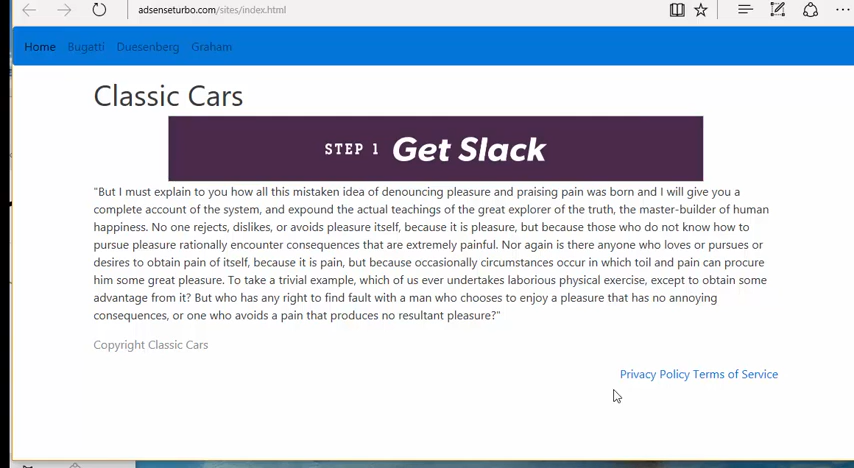 adsenseturbo.com/sites/index.html
Home Bugatti Duesenberg Graham
Classic Cars
STEP 1 Get Slack
"But I must explain to you how all this mistaken idea of denouncing pleasure and praising pain was born and I will give you a
complete account of the system, and expound the actual teachings of the great explorer of the truth, the master-builder of human
happiness. No one rejects, dislikes, or avoids pleasure itself, because it is pleasure, but because those who do not know how to
pursue pleasure rationally encounter consequences that are extremely painful. Nor again is there anyone who loves or pursues or
desires to obtain pain of itself, because it is pain, but because occasionally circumstances occur in which toil and pain can procure
him some great pleasure. To take a trivial example, which of us ever undertakes laborious physical exercise, except to obtain some
advantage from it? But who has any right to find fault with a man who chooses to enjoy a pleasure that has no annoying
consequences, or one who avoids a pain that produces no resultant pleasure?"
Copyright Classic Cars
Privacy Policy Terms of Service